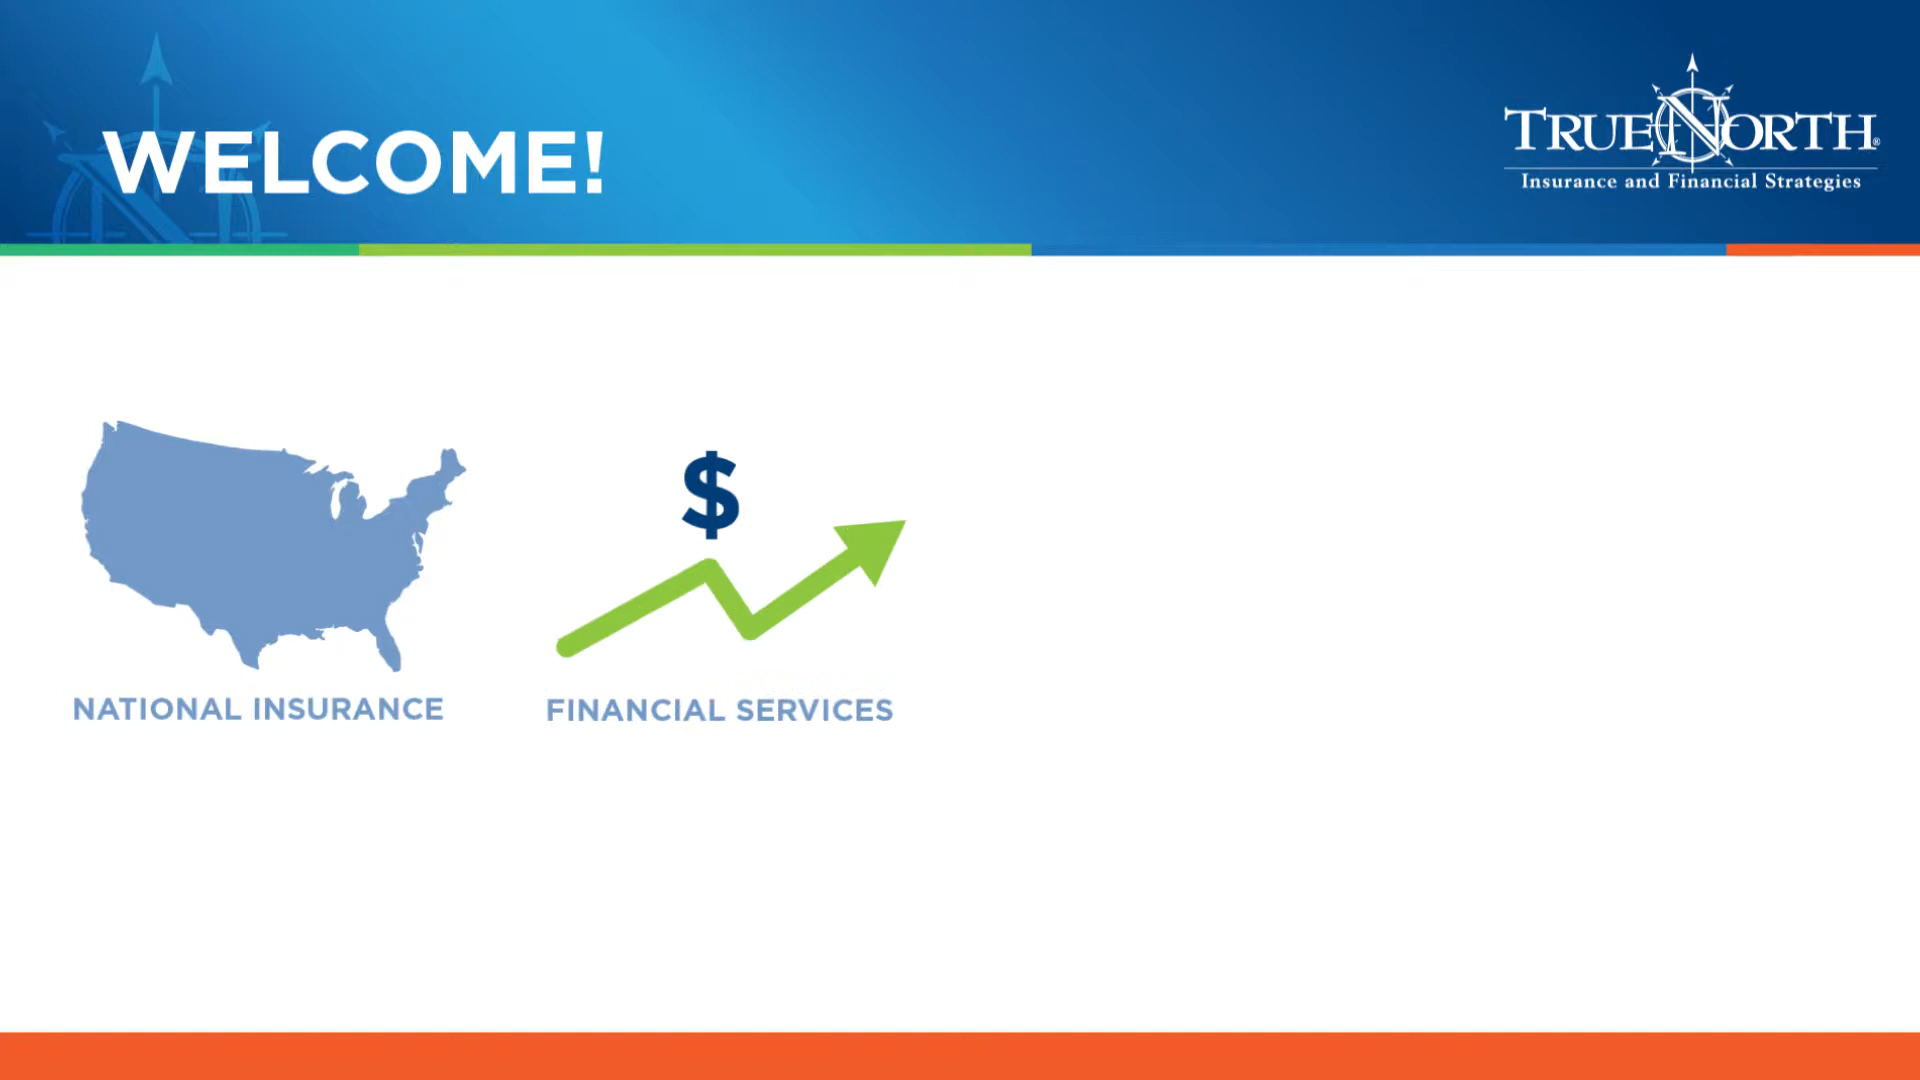 WELCOME!
TRUENORTH®
Insurance and Financial Strategies
$
NATIONAL INSURANCE
FINANCIAL SERVICES